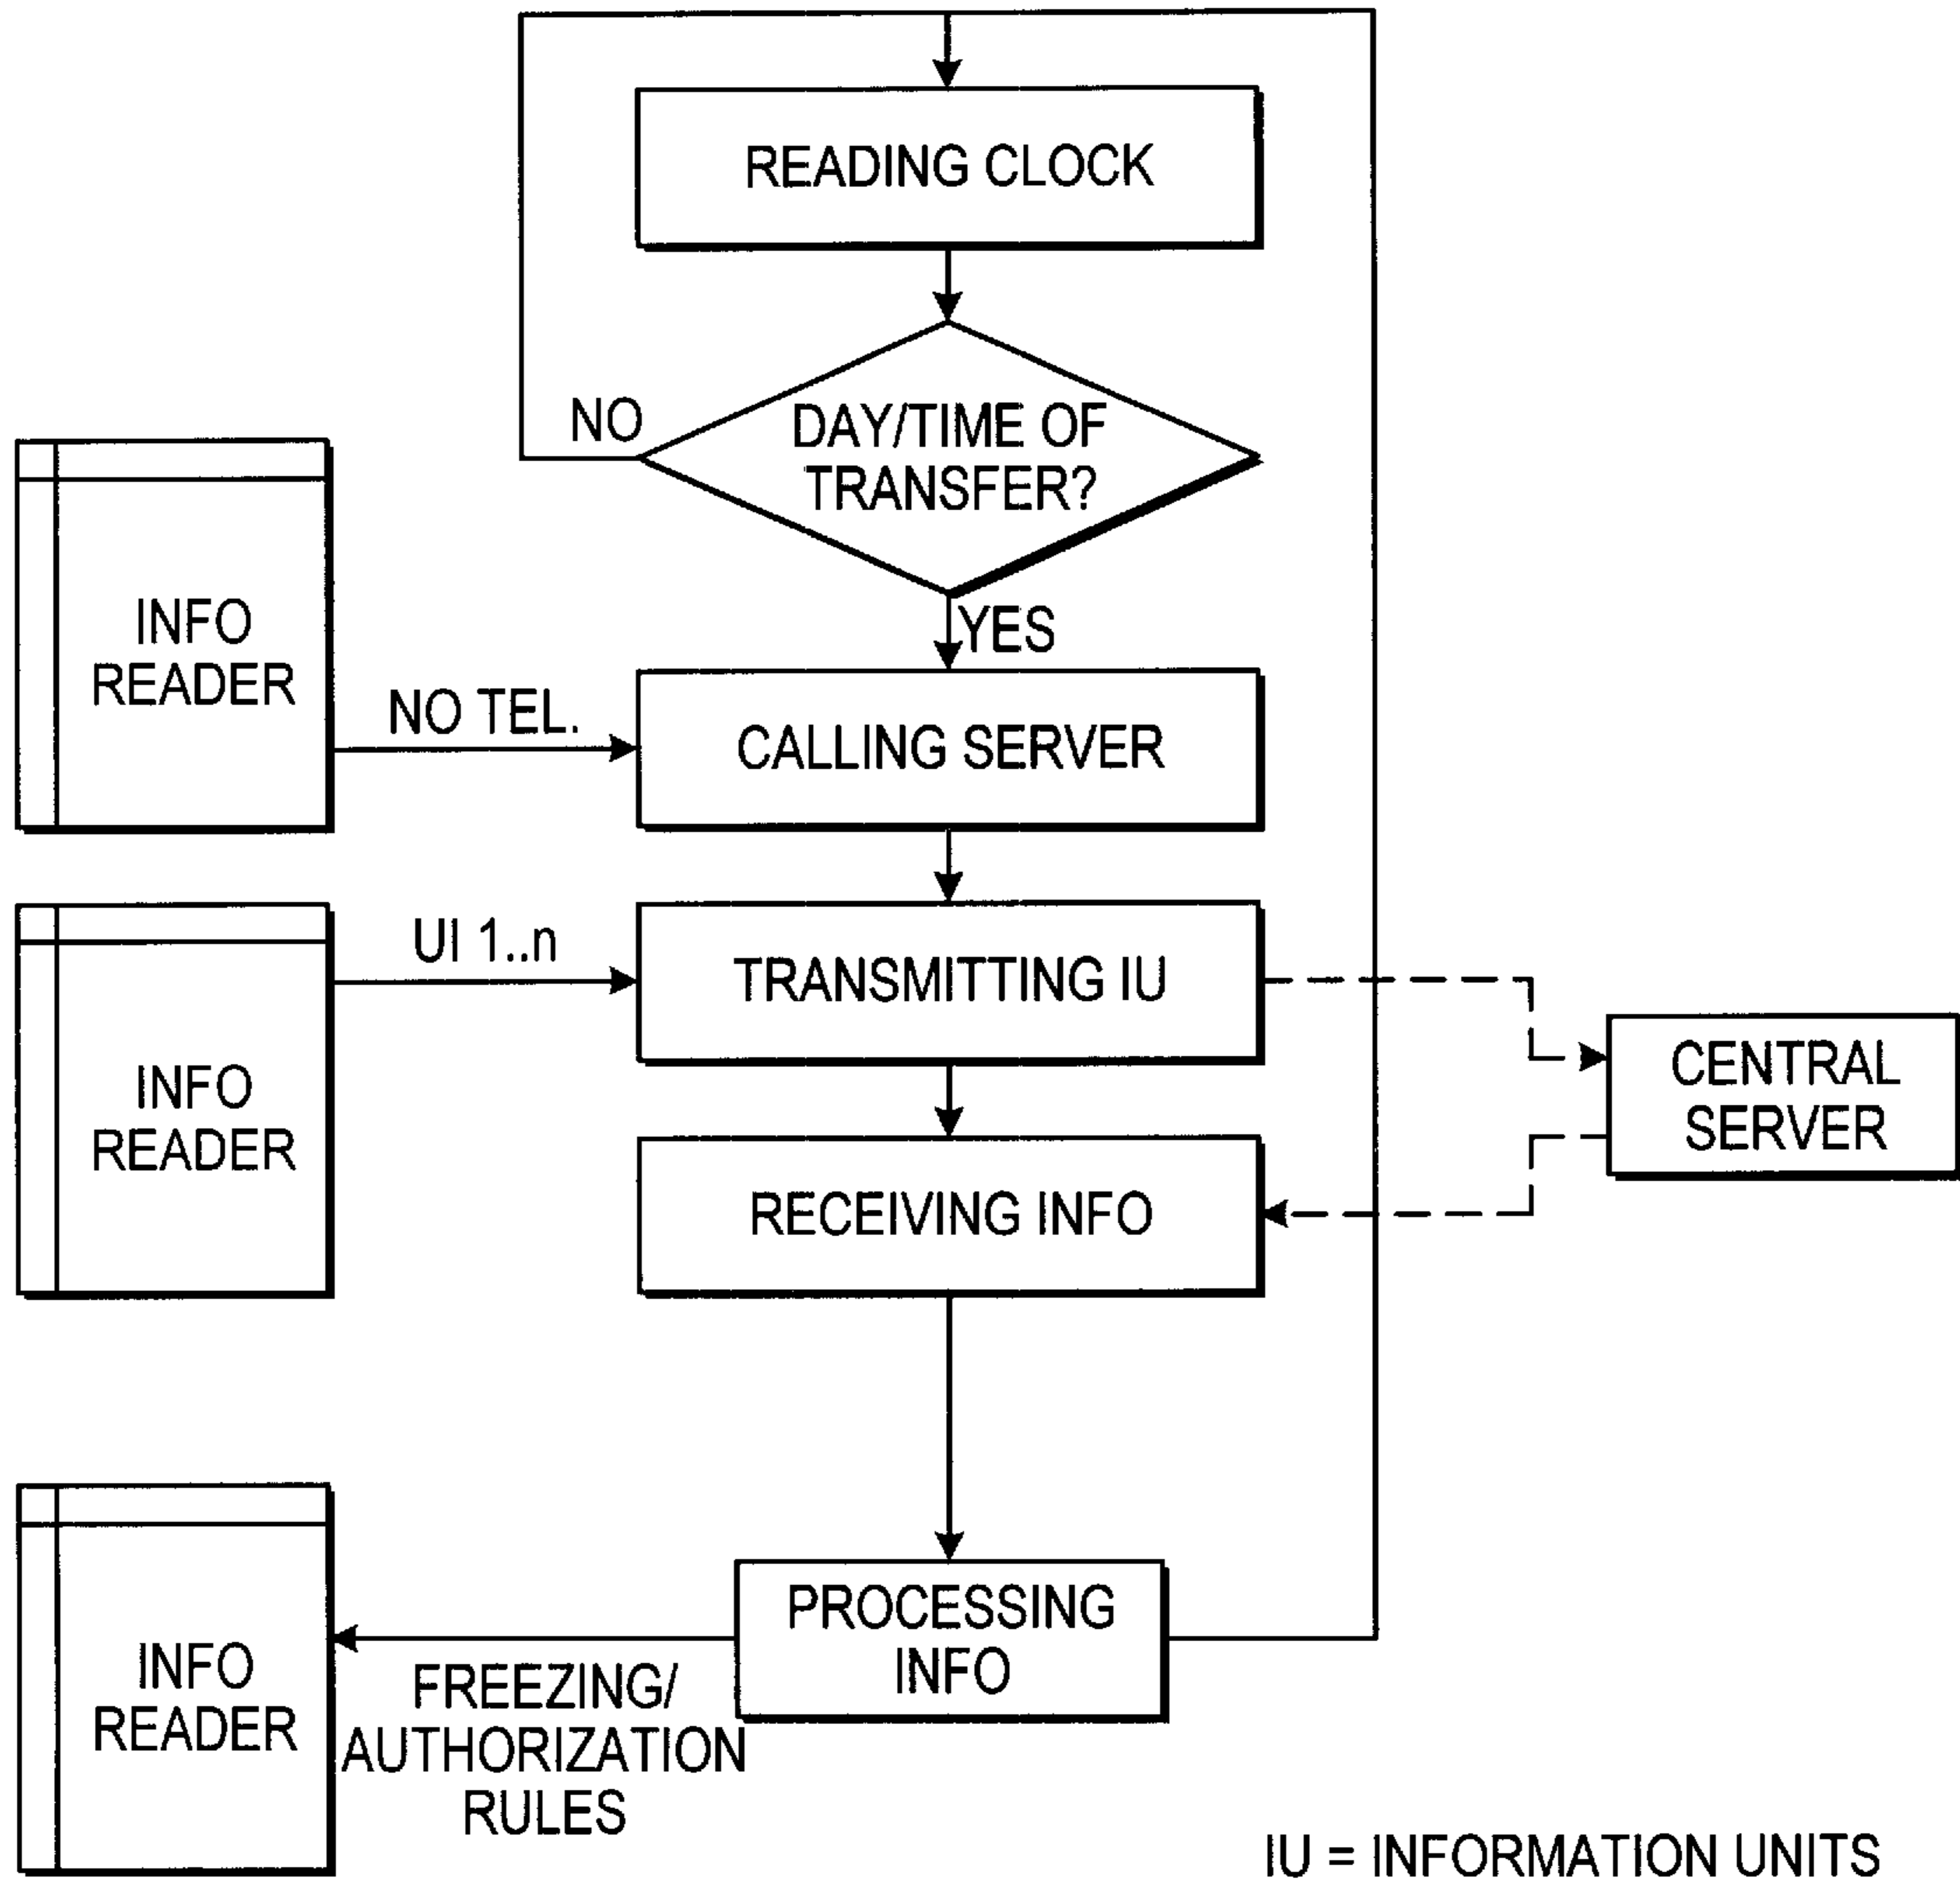 READING CLOCK
NO
DAY/TIME OF
TRANSFER?
YES
INFO
READER
NO TEL.
CALLING SERVER
INFO
READER
UI 1..n
TRANSMITTING IU
CENTRAL
SERVER
RECEIVING INFO
INFO
READER
FREEZING/
AUTHORIZATION
RULES
PROCESSING
INFO
IU = INFORMATION UNITS